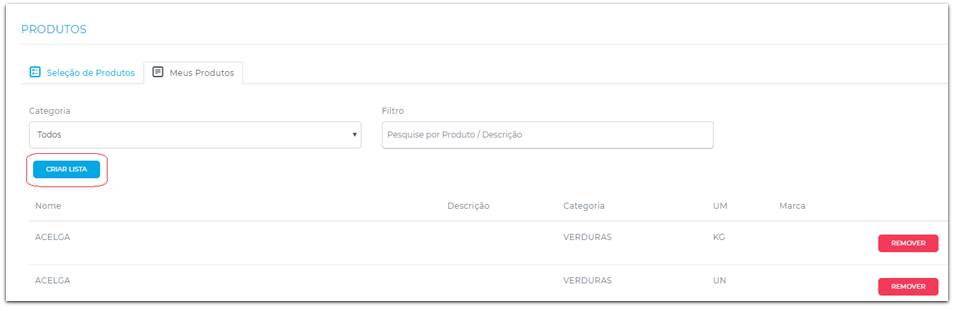 PRODUTOS
Seleção de Produtos Meus Produtos
Categoria Filtro
Todos Pesquise por Produto / Descrição
CRIAR LISTA
Nome Descrição Categoria UM Marca
ACELGA VERDURAS KG REMOVER
ACELGA VERDURAS UN REMOVER